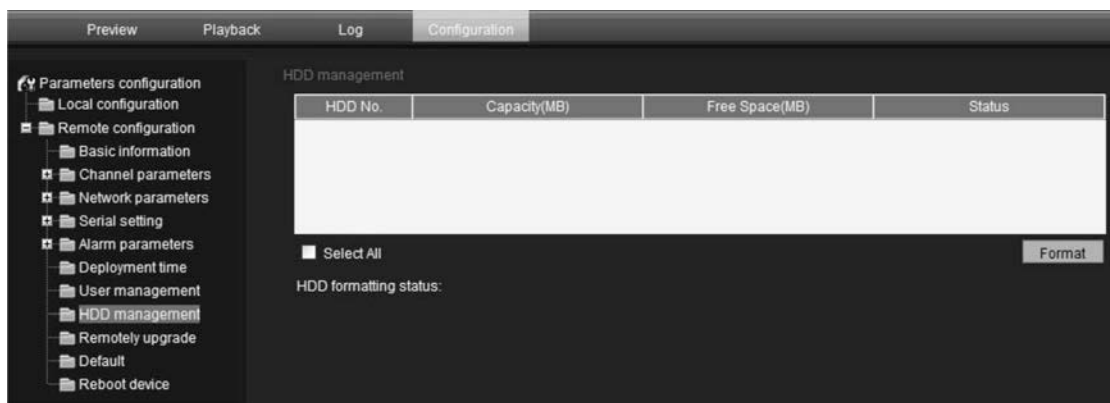 Preview Playback Log Configuration
Parameters configuration
Local configuration
Remote configuration
Basic information
Channel parameters
Network parameters
Serial setting
Alarm parameters
Deployment time
User management
HDD management
Remotely upgrade
Default
Reboot device
HDD management
HDD No. Capacity(MB) Free Space(MB) Status
Select All Format
HDD formatting status: